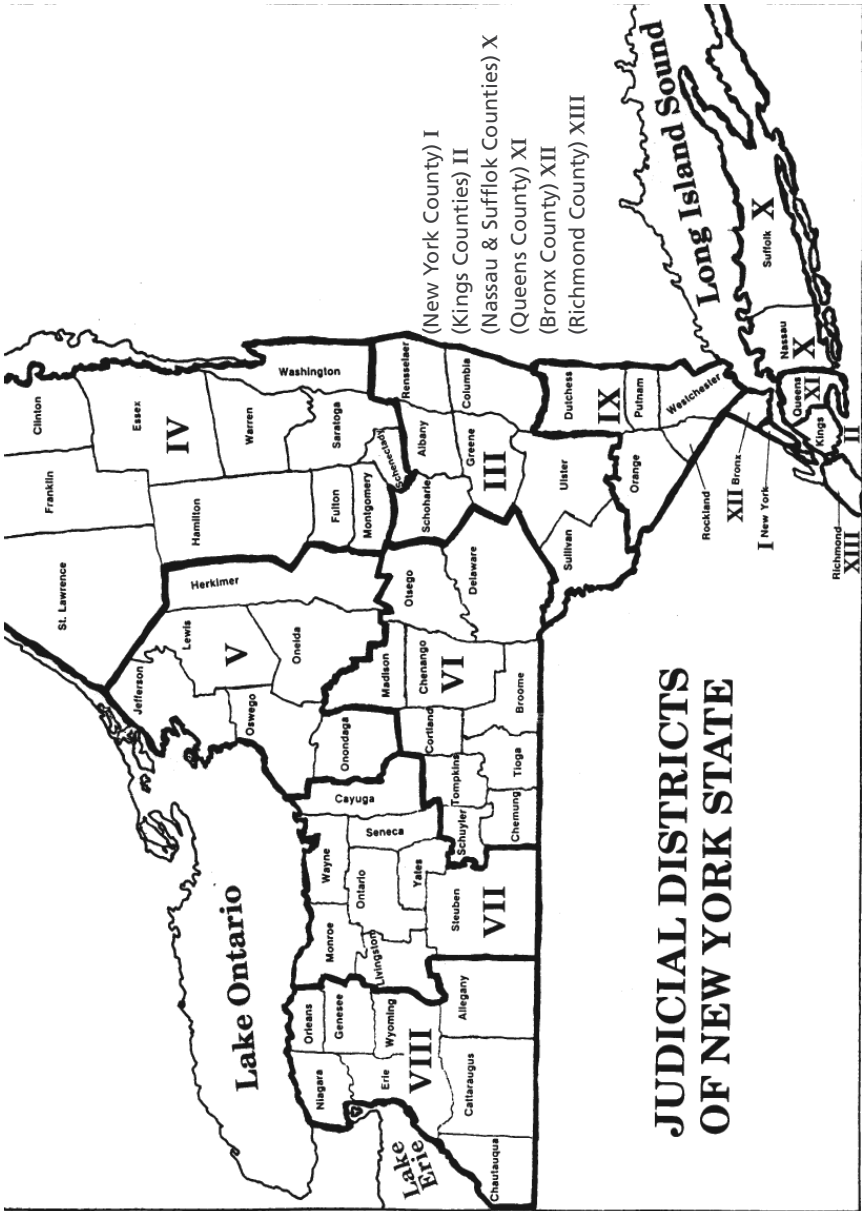 Clinton
Franklin
St. Lawrence
Essex
IV
Hamilton
Warren
Washington
Saratoga
Fulton
Montgomery
Schenectady
Herkimer
Lewis
Jefferson
V
Oneida
Oswego
Lake Ontario
Onondaga
Madison
Otsego
Schoharie
Albany
Rensselaer
Columbia
Greene
III
Ulster
Sullivan
Delaware
Chenango
VI
Broome
Cortland
Tompkins
Tioga
Chemung
Schuyler
Cayuga
Seneca
Wayne
Ontario
Yates
Steuben
VII
Monroe
Livingston
Orleans
Genesee
Wyoming
Niagara
Erie
VIII
Allegany
Cattaraugus
Chautauqua
Lake
Erie
Dutchess
IX
Putnam
Westchester
Orange
Rockland
XII Bronx
I New York
Richmond
XIII
Kings
II
Queens
XI
Nassau
X
Suffolk
X
Long Island Sound
(New York County) I
(Kings Counties) II
(Nassau & Sufflok Counties) X
(Queens County) XI
(Bronx County) XII
(Richmond County) XIII
JUDICIAL DISTRICTS
OF NEW YORK STATE